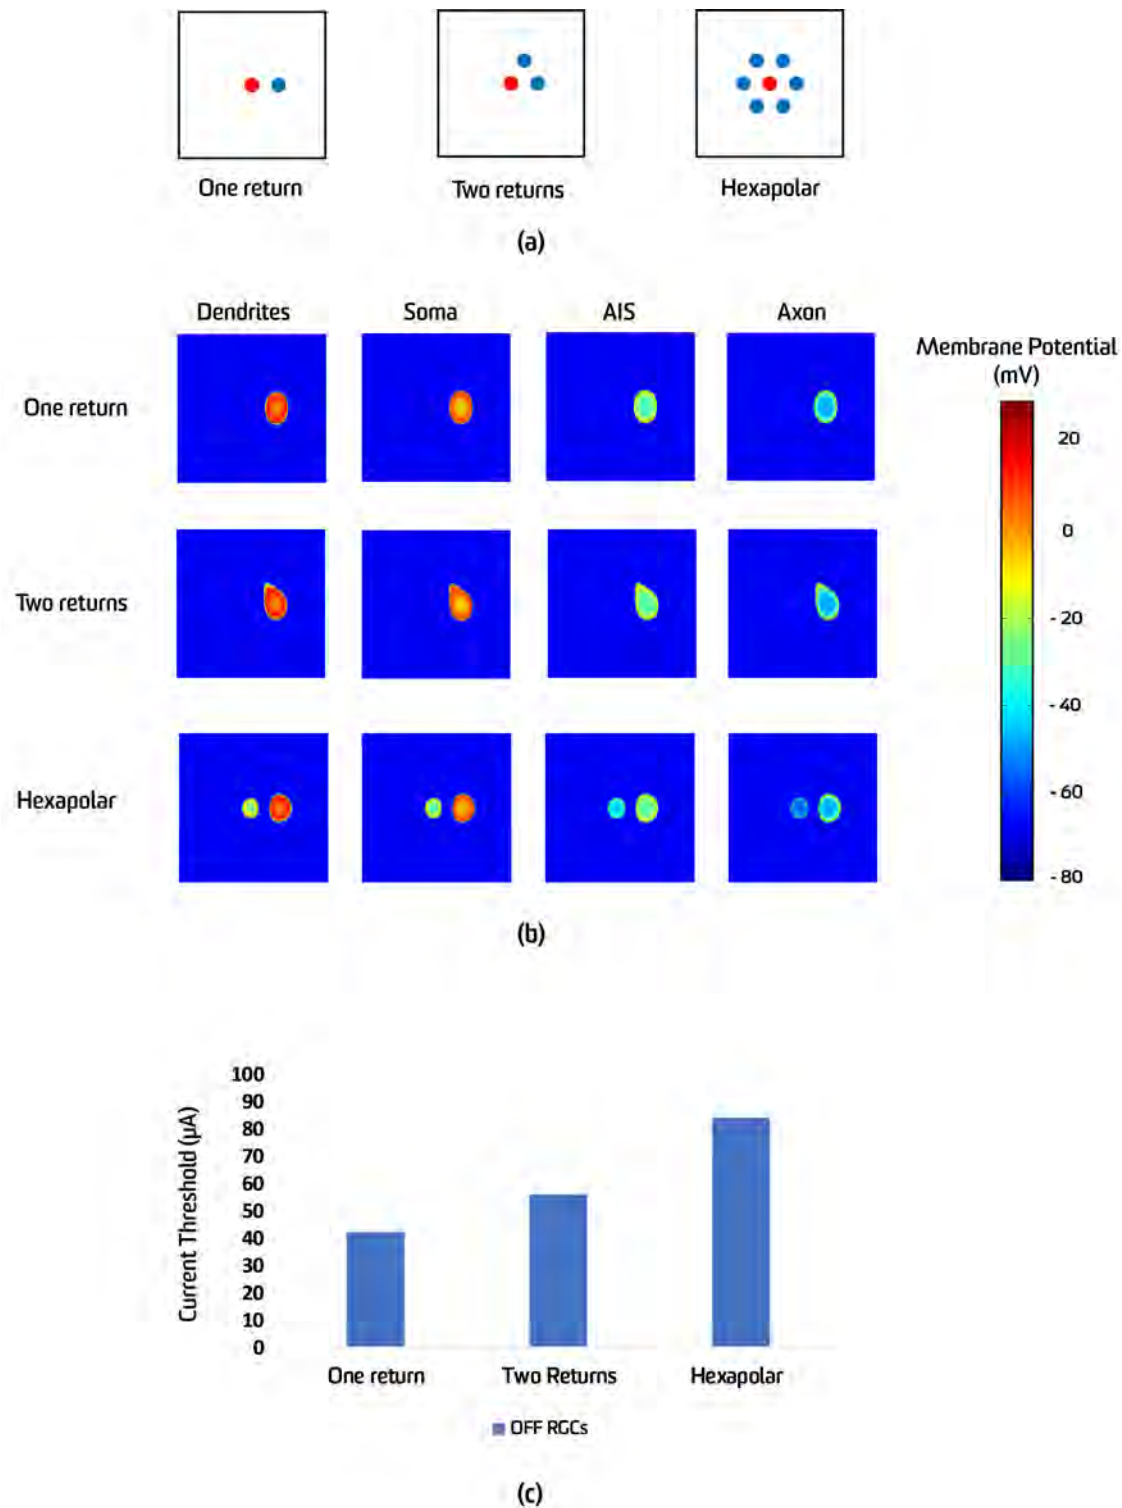 One return
Two returns
Hexapolar
(a)
Dendrites
Soma
AIS
Axon
Membrane Potential
(mV)
One return
20
0
Two returns
- 20
- 40
Hexapolar
- 60
- 80
(b)
100
90
80
70
60
50
40
30
20
10
0
Current Threshold (µA)
One return
Two Returns
Hexapolar
OFF RGCs
(c)